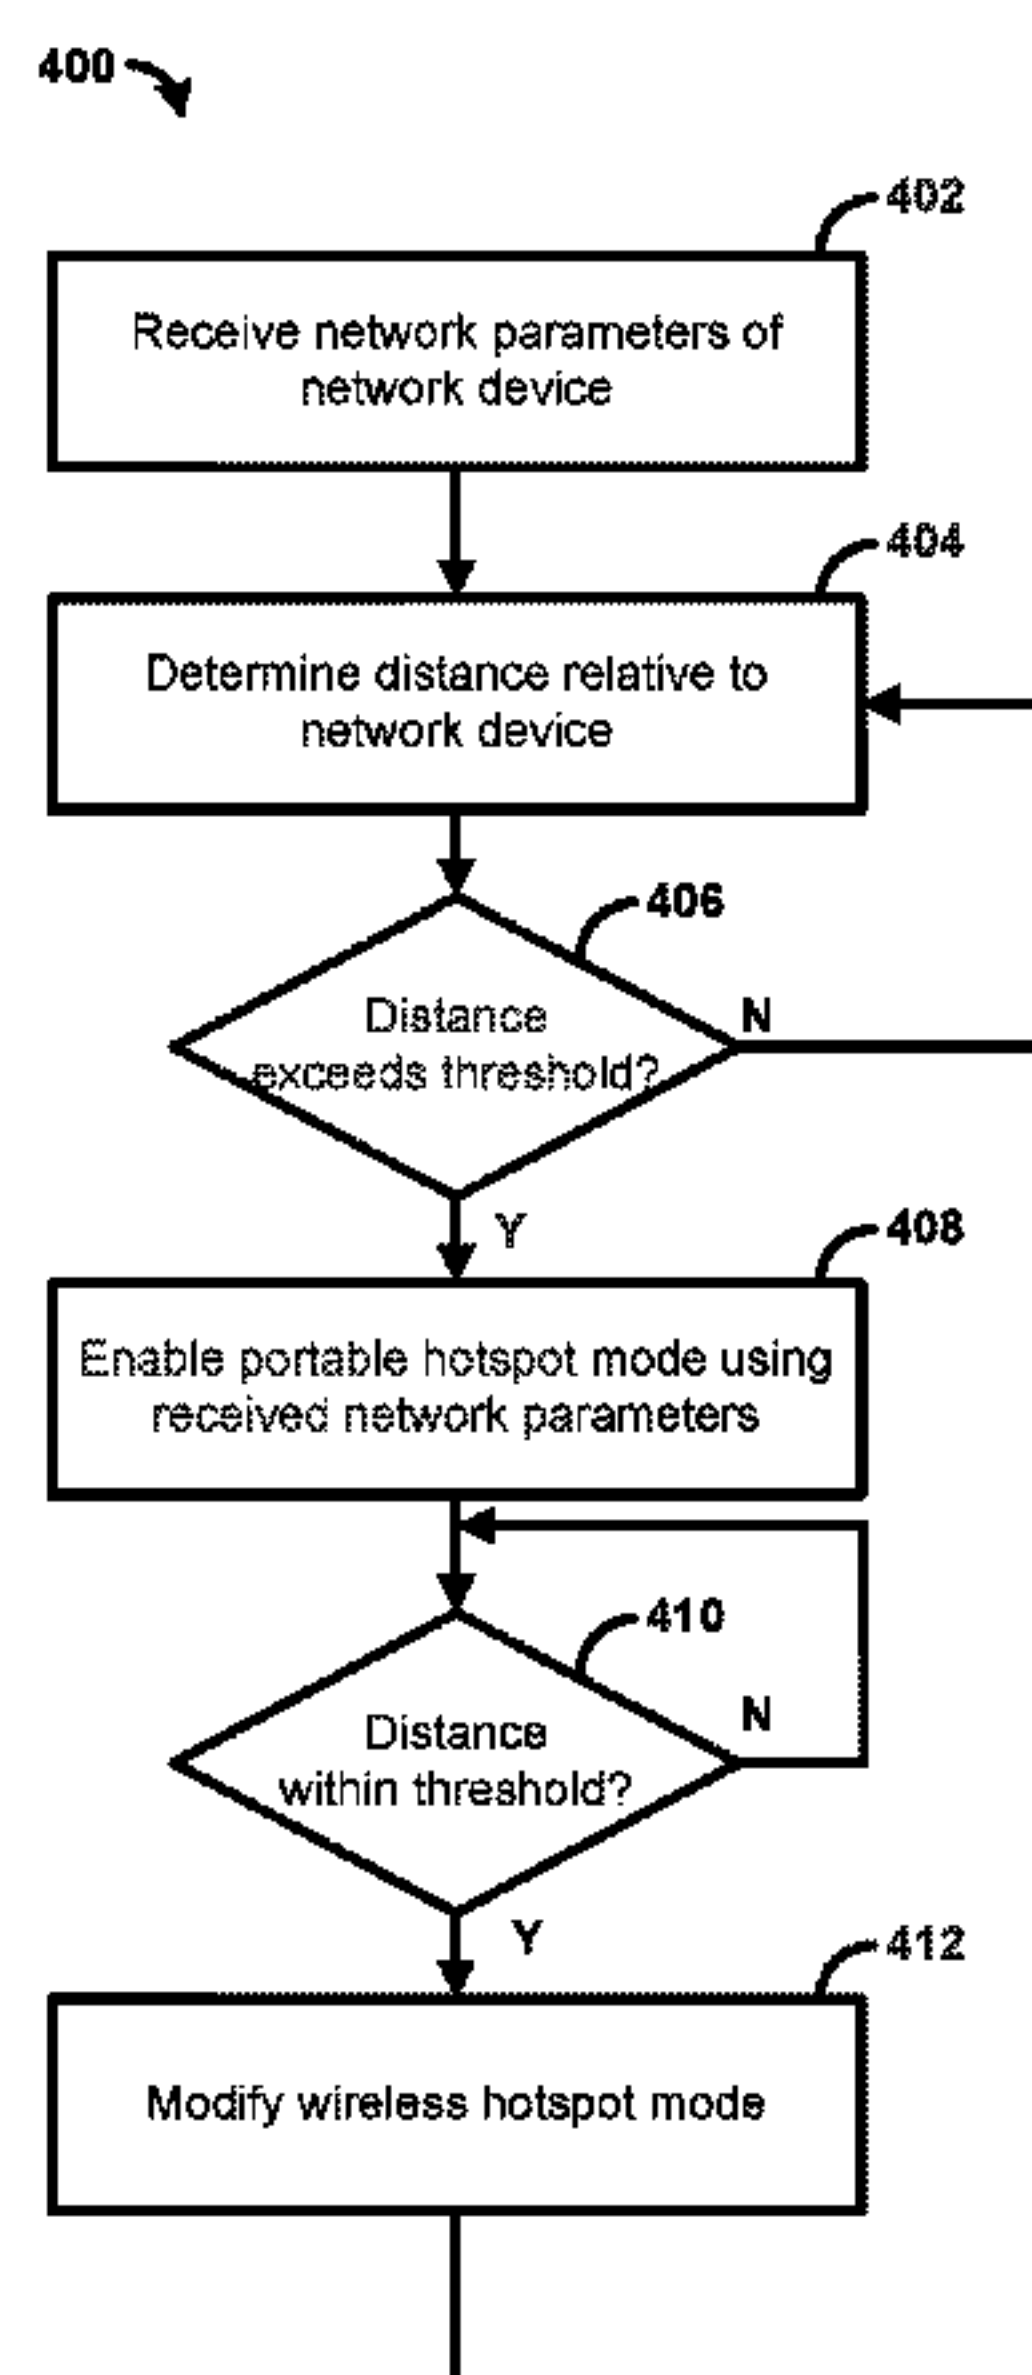 400
402
Receive network parameters of
network device
404
Determine distance relative to
network device
406
Distance
exceeds threshold?
N
Y
408
Enable portable hotspot mode using
received network parameters
410
Distance
within threshold?
N
Y
412
Modify wireless hotspot mode